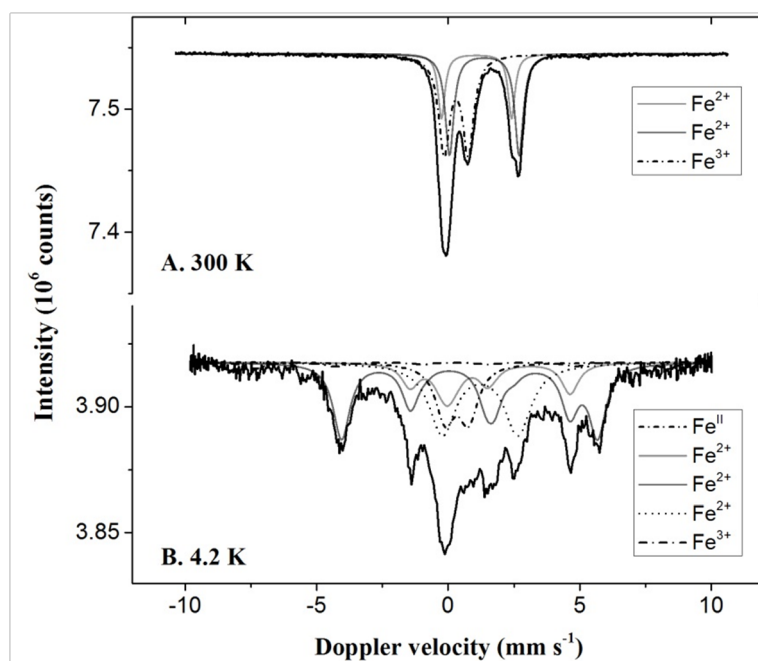 7.5
7.4
Fe²⁺
Fe²⁺
Fe³⁺
A. 300 K
Intensity (10⁶ counts)
3.90
3.85
Feᴵᴵ
Fe²⁺
Fe²⁺
Fe²⁺
Fe³⁺
B. 4.2 K
-10 -5 0 5 10
Doppler velocity (mm s⁻¹)